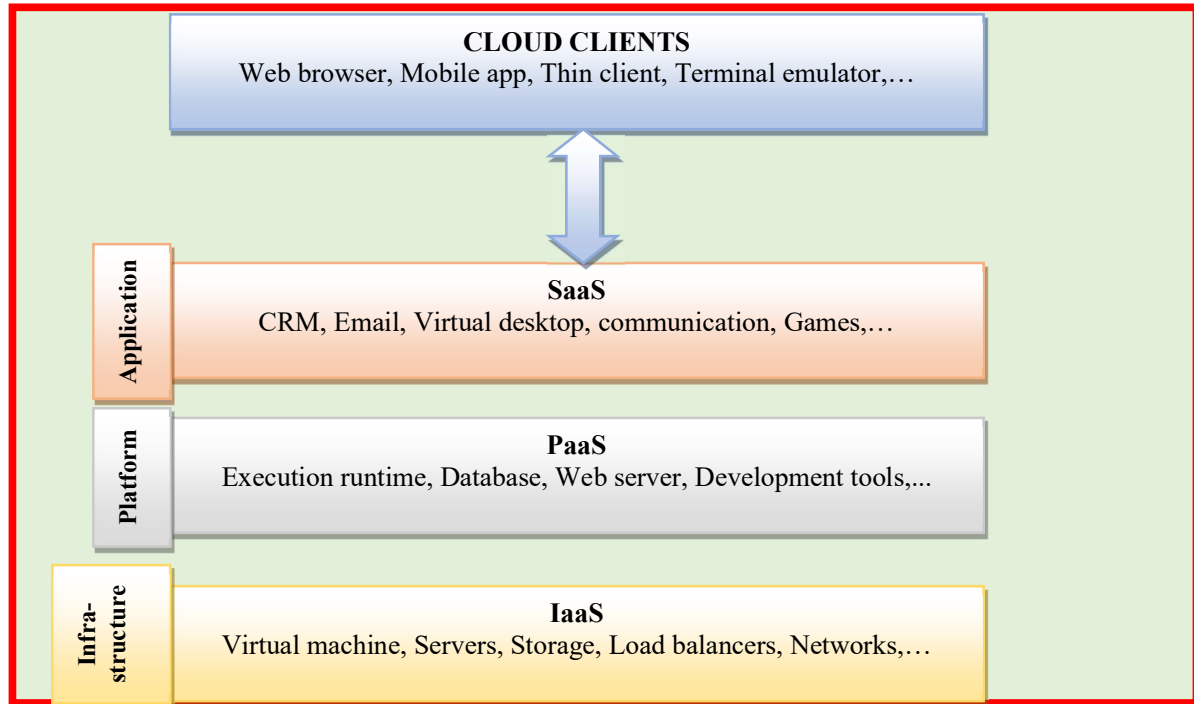 CLOUD CLIENTS
Web browser, Mobile app, Thin client, Terminal emulator,…
Application
SaaS
CRM, Email, Virtual desktop, communication, Games,…
Platform
PaaS
Execution runtime, Database, Web server, Development tools,...
Infra-
structure
IaaS
Virtual machine, Servers, Storage, Load balancers, Networks,…